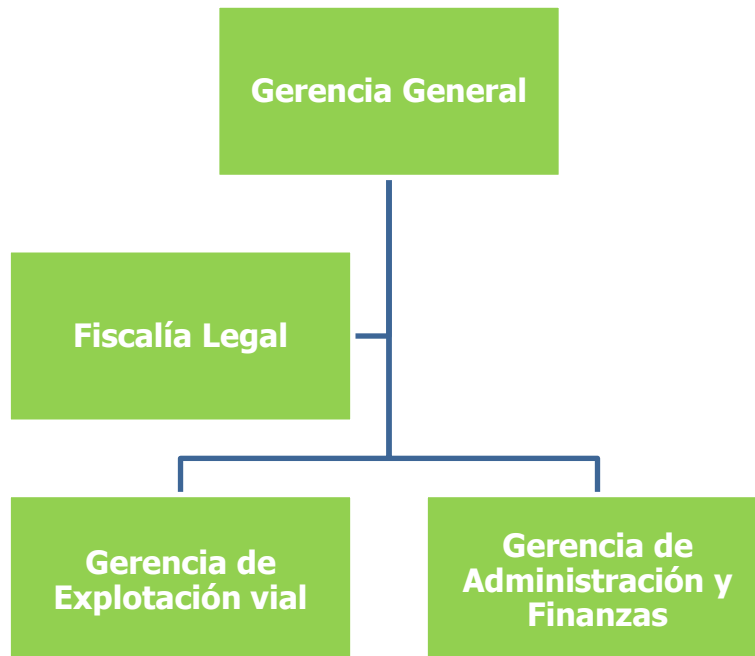 Gerencia General
Fiscalía Legal
Gerencia de
Explotación vial
Gerencia de
Administración y
Finanzas